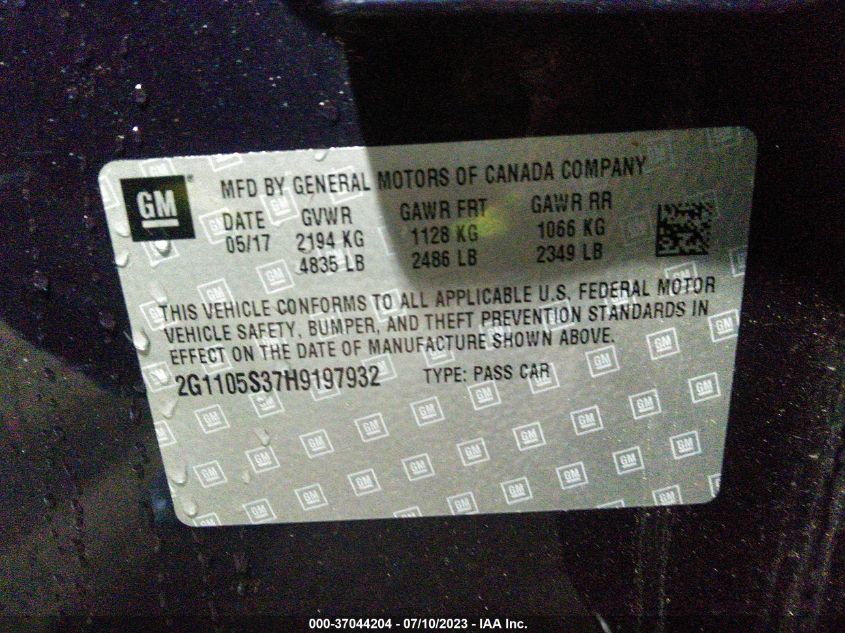 GM
MFD BY GENERAL MOTORS OF CANADA COMPANY
DATE GVWR GAWR FRT GAWR RR
05/17 2194 KG 1128 KG 1066 KG
4835 LB 2486 LB 2349 LB
THIS VEHICLE CONFORMS TO ALL APPLICABLE U.S. FEDERAL MOTOR
VEHICLE SAFETY, BUMPER, AND THEFT PREVENTION STANDARDS IN
EFFECT ON THE DATE OF MANUFACTURE SHOWN ABOVE.
2G1105S37H9197932 TYPE: PASS CAR
000-37044204 - 07/10/2023 - IAA Inc.